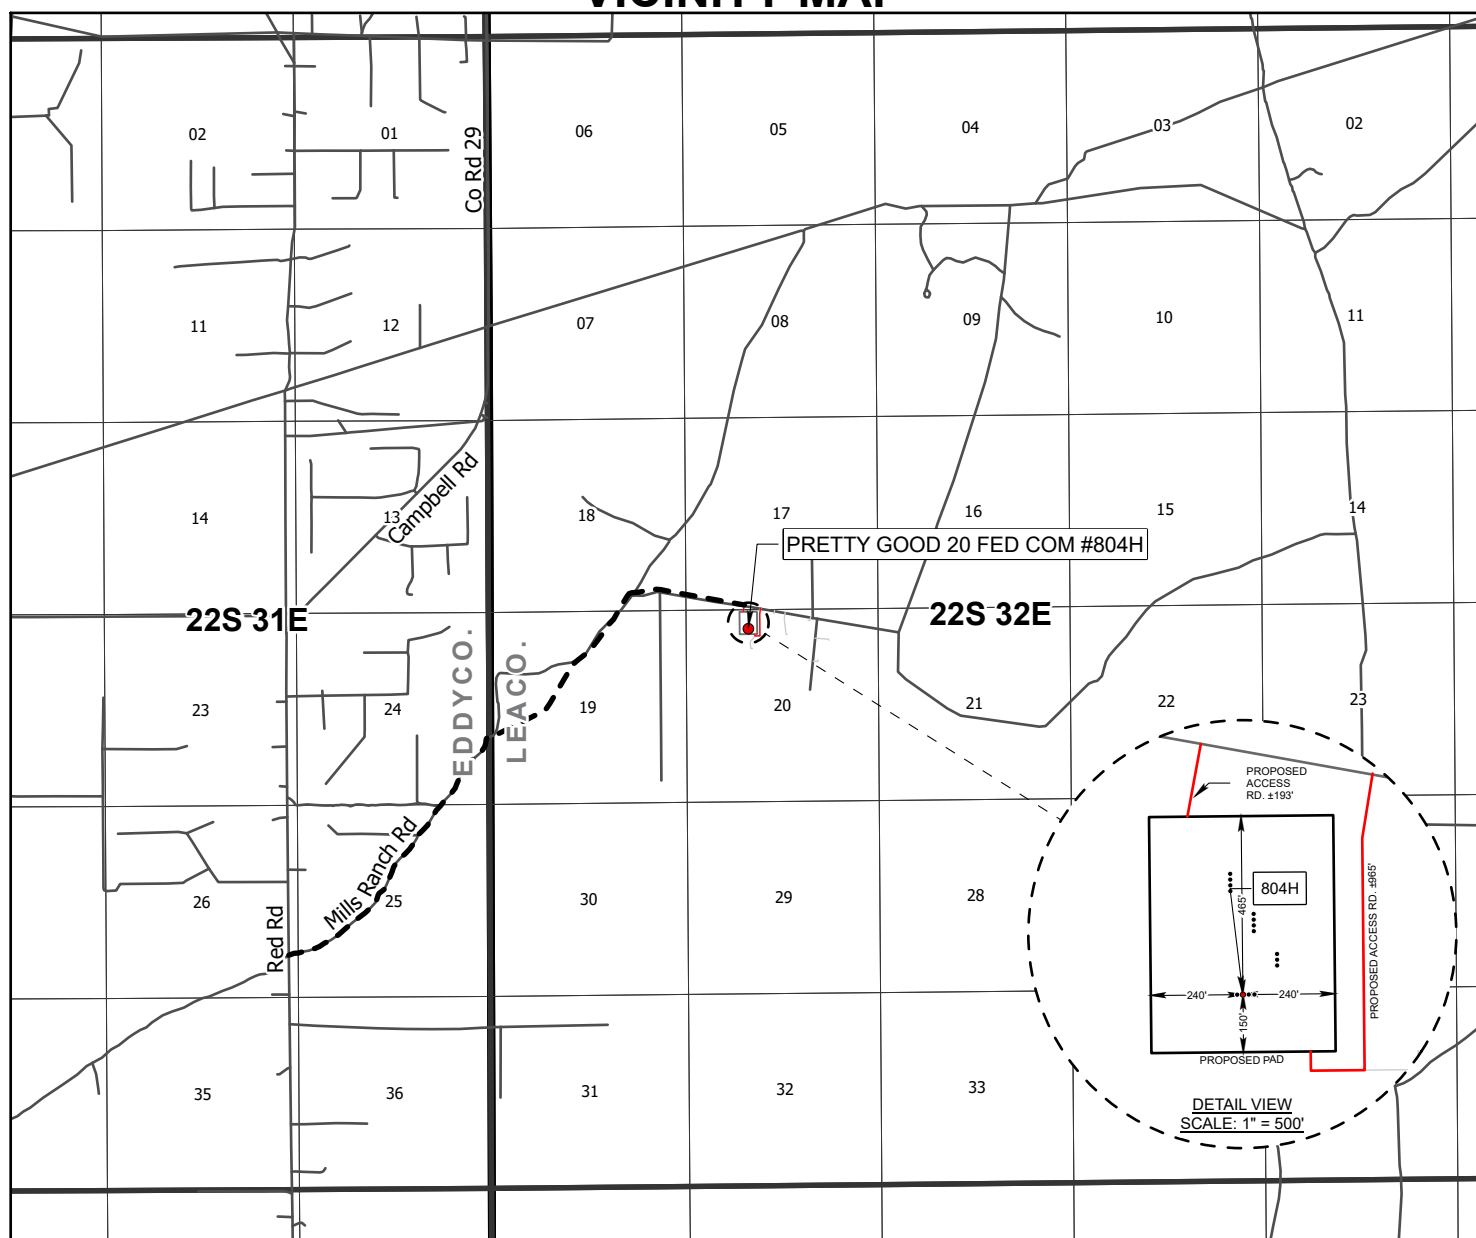 VICINITY MAP
02
01
Co Rd 29
06
05
04
03
02
11
12
07
08
09
10
11
14
13
Campbell Rd
18
17
16
15
14
PRETTY GOOD 20 FED COM #804H
22S 31E
22S 32E
EDDYCO.
LEACO.
23
24
19
20
21
22
23
26
Red Rd
Mills Ranch Rd
25
30
29
28
35
36
31
32
33
PROPOSED
ACCESS
RD. ±193'
804H
465'
240'
240'
150'
PROPOSED ACCESS RD. ±965'
PROPOSED PAD
DETAIL VIEW
SCALE: 1" = 500'